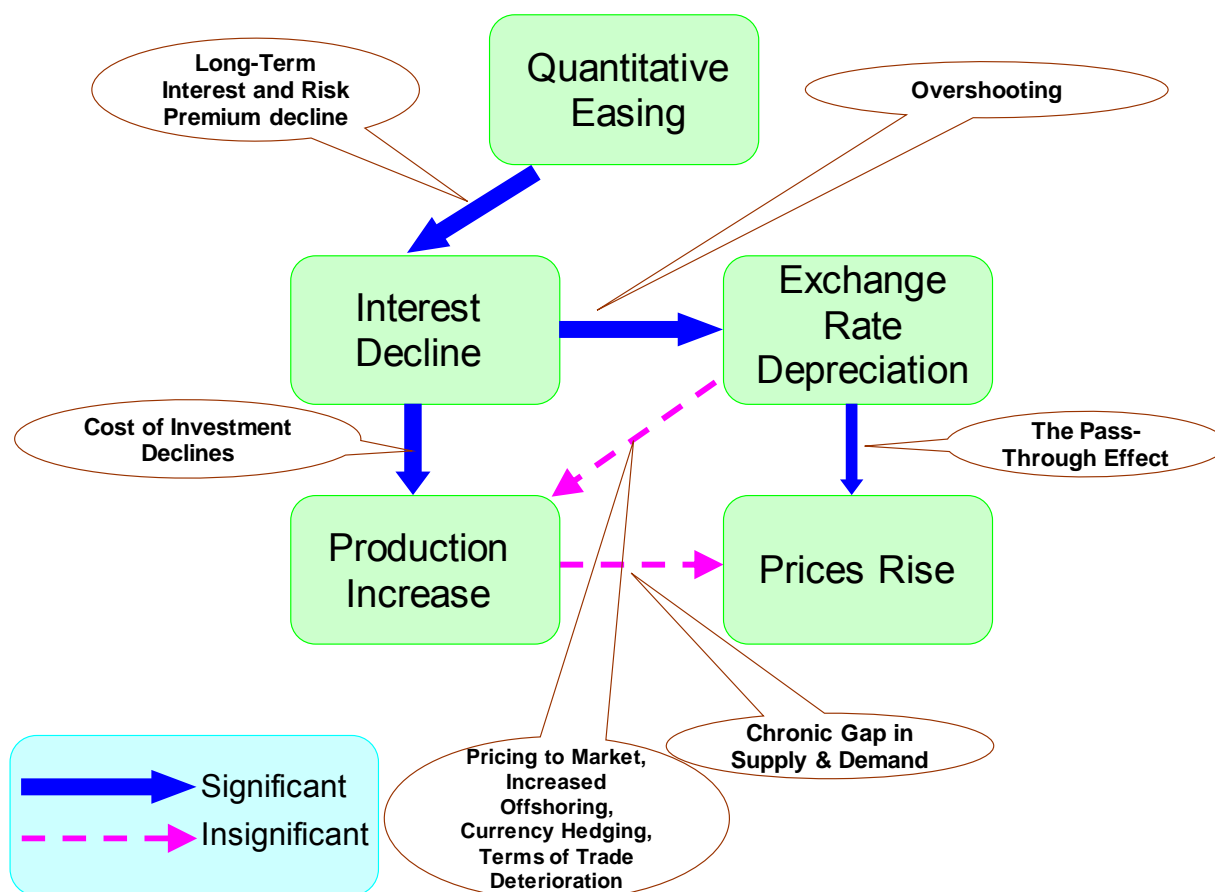 Long-Term
Interest and Risk
Premium decline
Quantitative
Easing
Overshooting
Interest
Decline
Exchange
Rate
Depreciation
Cost of Investment
Declines
The Pass-
Through Effect
Production
Increase
Prices Rise
Pricing to Market,
Increased
Offshoring,
Currency Hedging,
Terms of Trade
Deterioration
Chronic Gap in
Supply & Demand
Significant
Insignificant